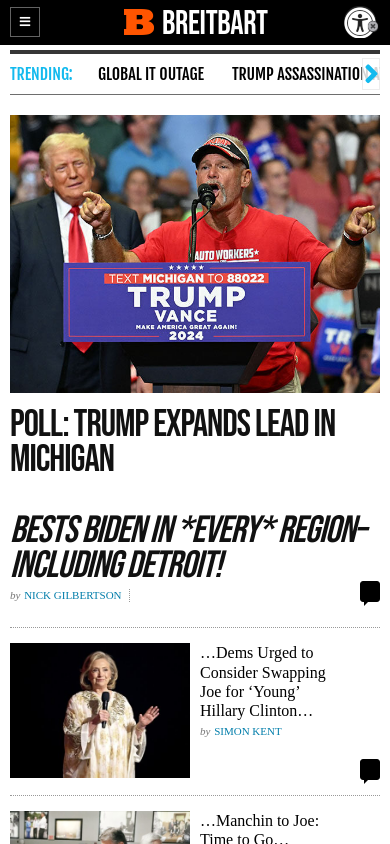 BREITBART
TRENDING:
GLOBAL IT OUTAGE
TRUMP ASSASSINATION
AUTO WORKERS*
TEXT MICHIGAN TO 88022
TRUMP
VANCE
MAKE AMERICA GREAT AGAIN!
2024
POLL: TRUMP EXPANDS LEAD IN
MICHIGAN
BESTS BIDEN IN *EVERY* REGION–
INCLUDING DETROIT!
by NICK GILBERTSON
…Dems Urged to
Consider Swapping
Joe for ‘Young’
Hillary Clinton…
by SIMON KENT
…Manchin to Joe:
Time to Go…